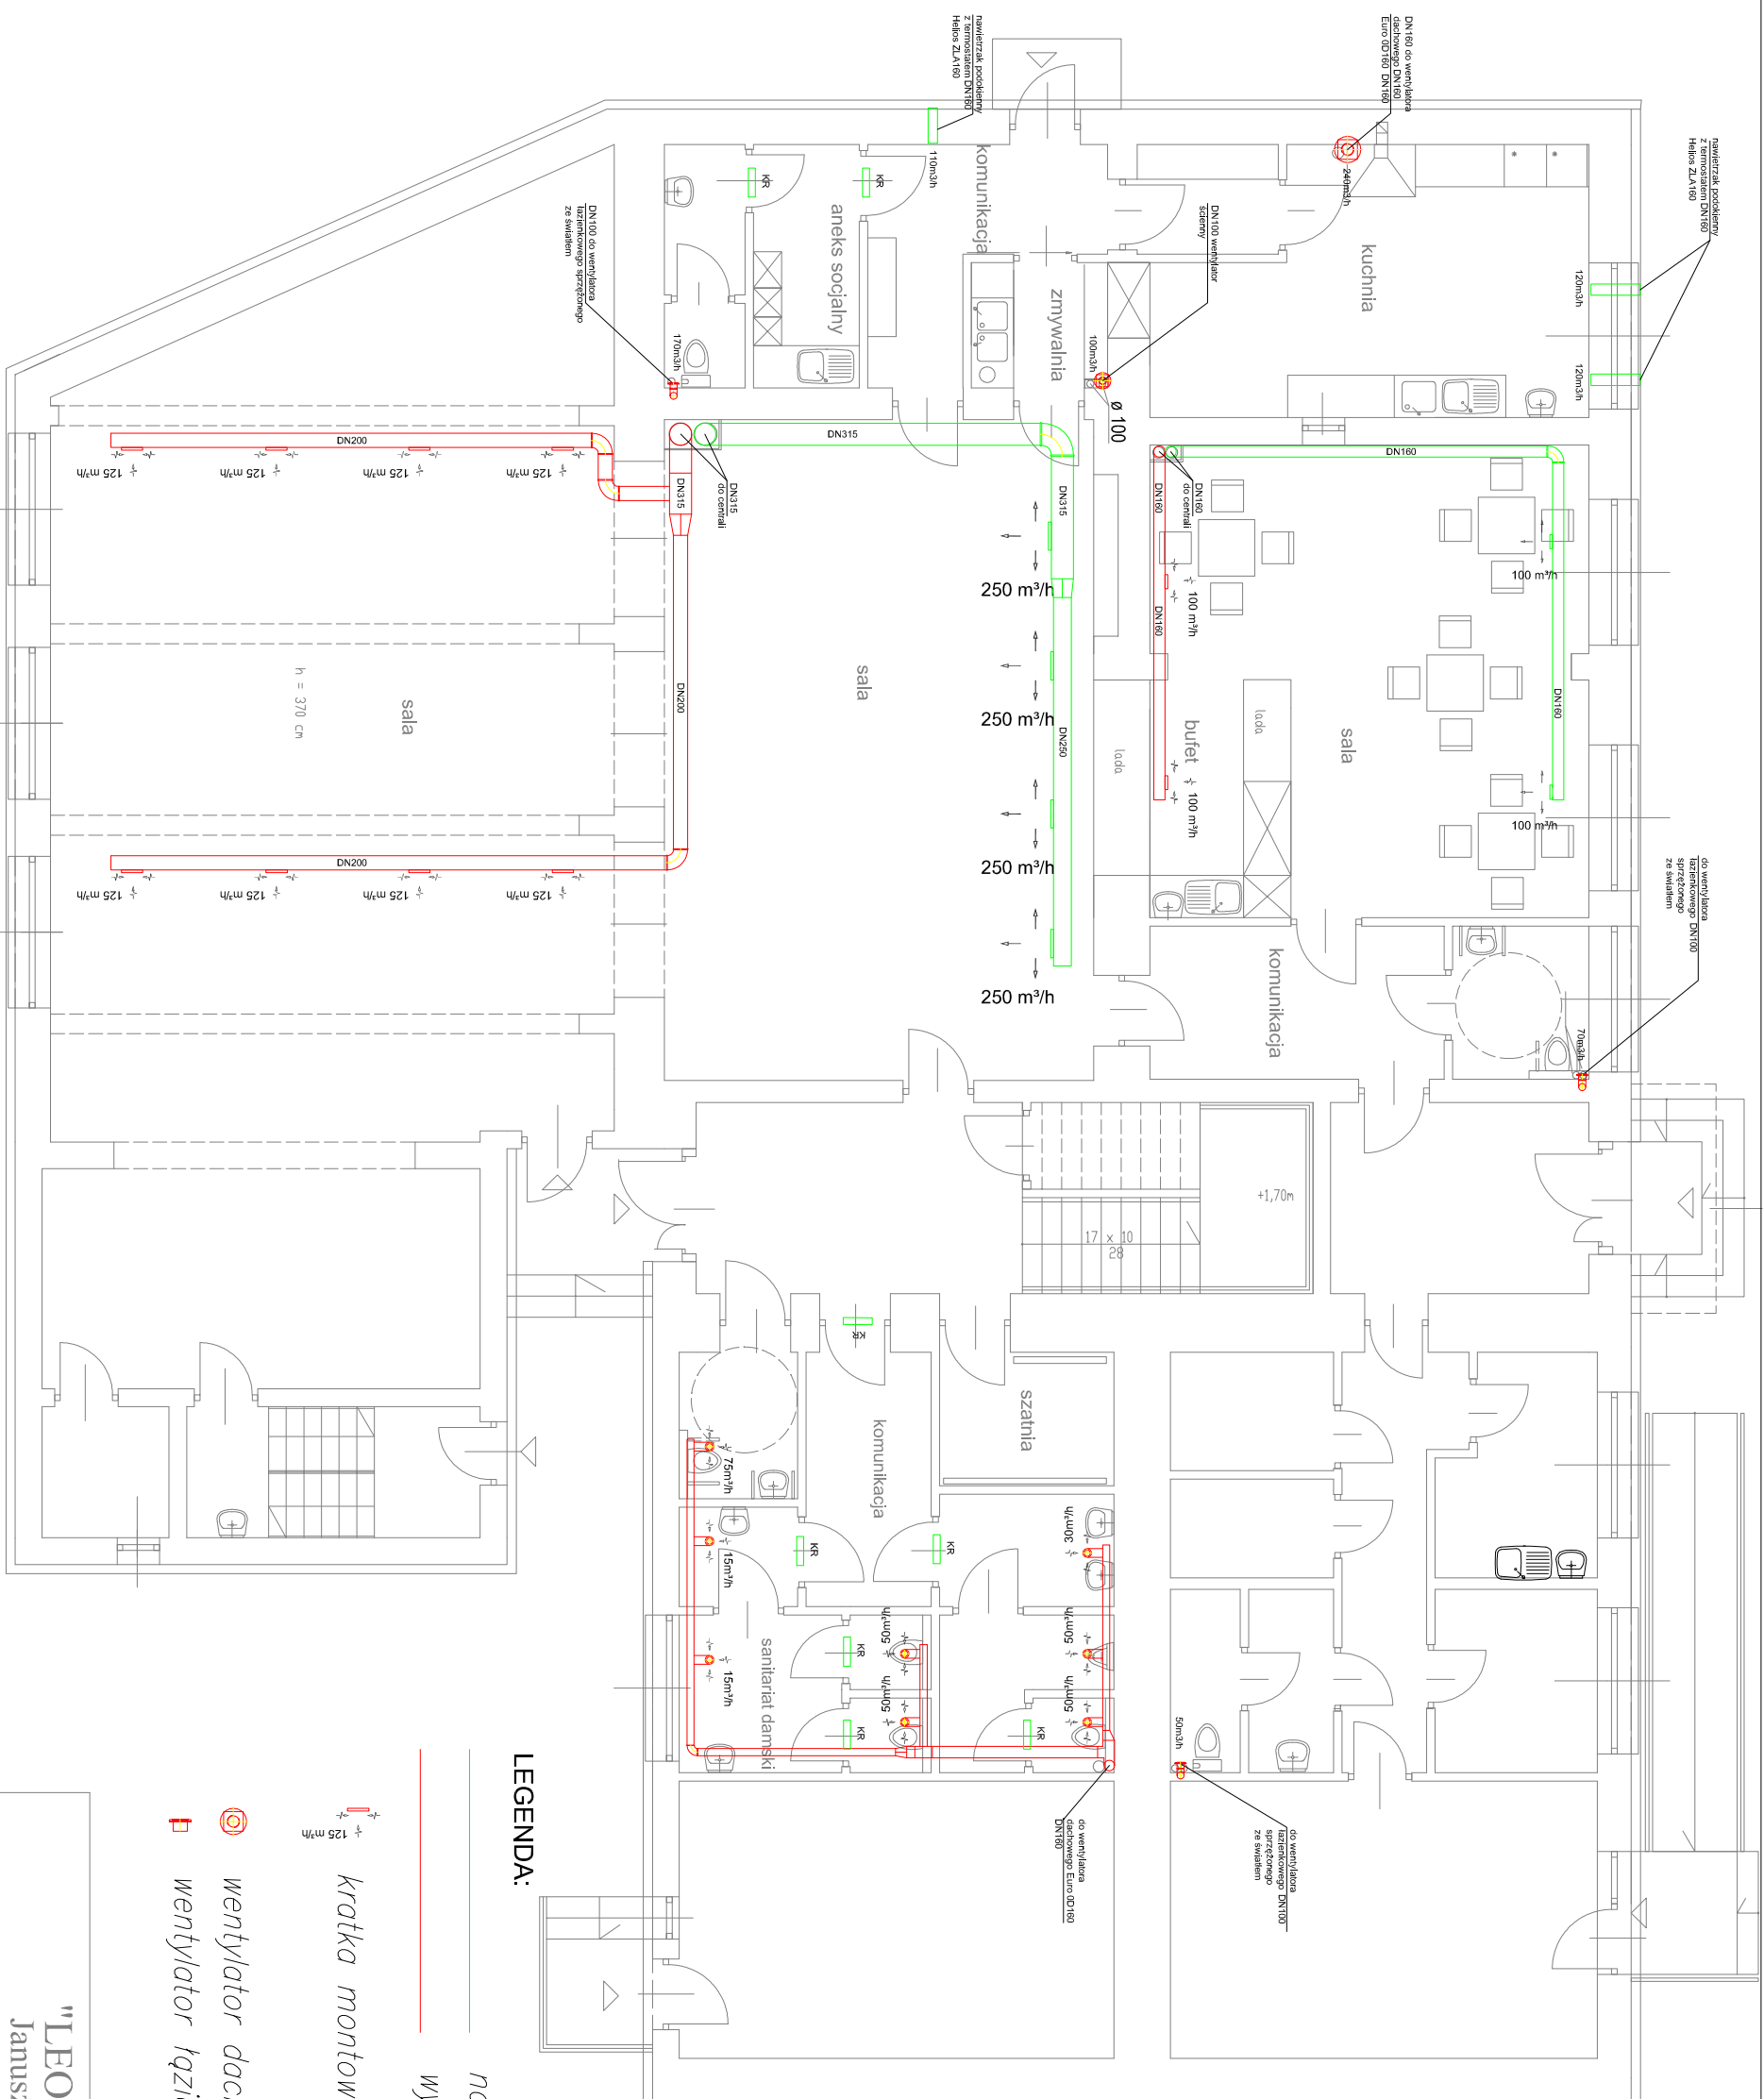 nawietrzak podokienny
z termostatem DN160
Helios ZLA160
DN160 do wentylatora
dachowego DN160
Euro 0D160 DN160
nawietrzak podokienny
z termostatem DN160
Helios ZLA160
110m3/h
komunikacja
240m3/h
kuchnia
120m3/h
120m3/h
DN100 wentylator
ścienny
KR
KR
aneks socjalny
DN100 do wentylatora
łazienkowego sprzężonego
ze światłem
170m3/h
zmywalnia
100m3/h
ø 100
DN200
125 m³/h
125 m³/h
125 m³/h
125 m³/h
DN315
DN315
do centrali
DN315
DN315
DN160
DN160
do centrali
DN160
DN160
100 m³/h
100 m³/h
DN160
100 m³/h
100 m³/h
250 m³/h
250 m³/h
250 m³/h
250 m³/h
DN250
DN200
sala
h = 370 cm
sala
lada
bufet
lada
sala
DN200
125 m³/h
125 m³/h
125 m³/h
125 m³/h
do wentylatora
łazienkowego DN100
sprzężonego
ze światłem
70m3/h
komunikacja
+1,70m
17 x 10
28
KR
szatnia
komunikacja
75m³/h
15m³/h
15m³/h
KR
KR
30m³/h
50m³/h
50m³/h
50m³/h
50m³/h
KR
KR
KR
sanitariat damski
50m3/h
do wentylatora
dachowego Euro 0D160
DN160
do wentylatora
łazienkowego DN100
sprzężonego
ze światłem
LEGENDA:
125 m³/h
kratka montow
wentylator dac
wentylator łazi
"LEO
Janusz